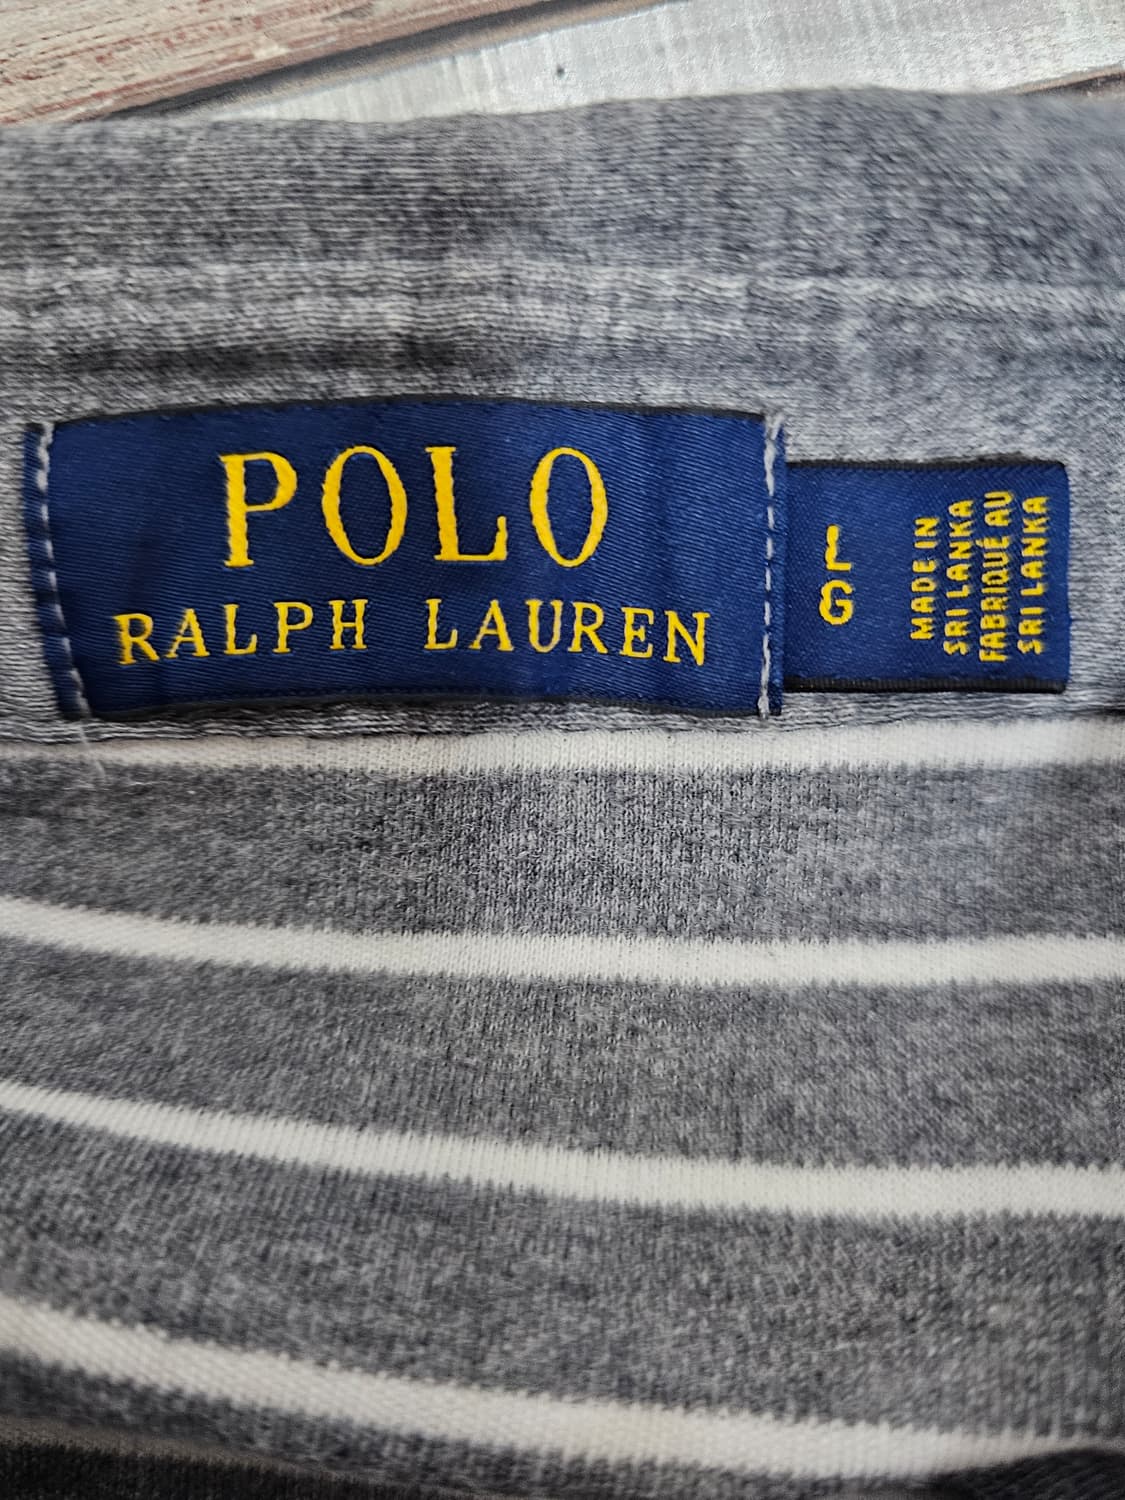 POLO
RALPH LAUREN
L
G
MADE IN
SRI LANKA
FABRIQUÉ AU
SRI LANKA